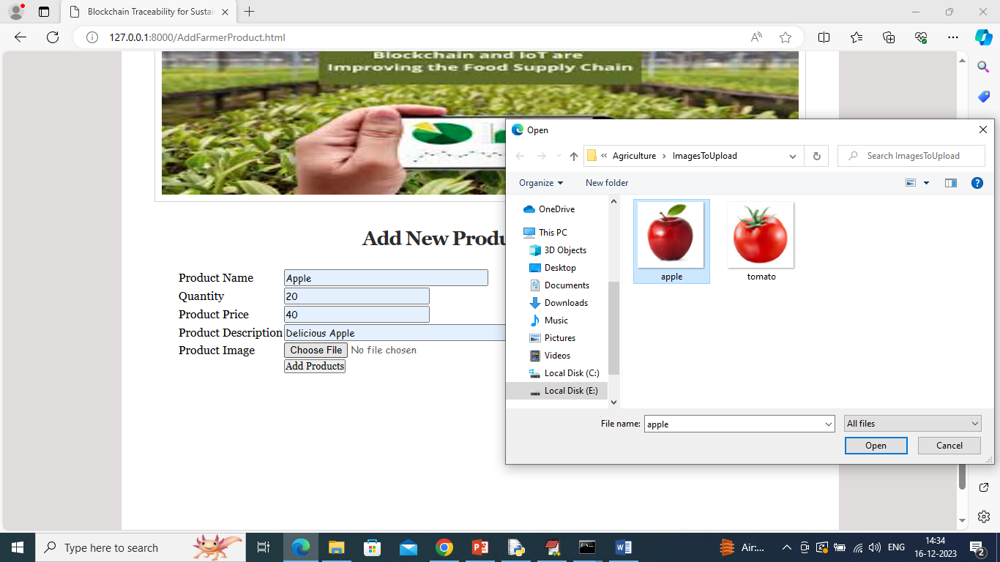 Blockchain Traceability for Sustai
127.0.0.1:8000/AddFarmerProduct.html
Blockchain and IoT are
Improving the Food Supply Chain
Open
« Agriculture › ImagesToUpload
Search ImagesToUpload
Organize
New folder
OneDrive
This PC
3D Objects
Desktop
Documents
Downloads
Music
Pictures
Videos
Local Disk (C:)
Local Disk (E:)
apple
tomato
File name: apple
All files
Open
Cancel
Add New Produ
Product Name Apple
Quantity 20
Product Price 40
Product Description Delicious Apple
Product Image Choose File No file chosen
Add Products
Type here to search
Air:...
ENG
14:34
16-12-2023
2